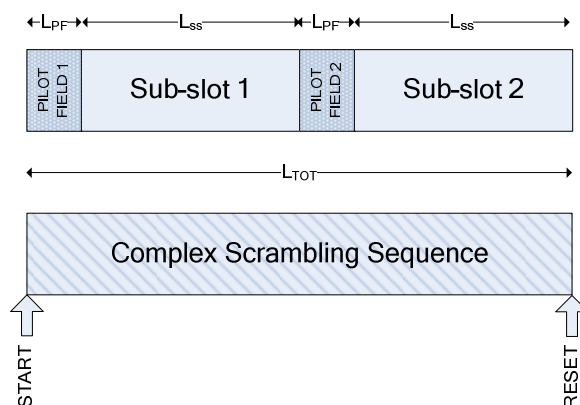 L_PF L_ss L_PF L_ss
PILOT
FIELD 1
Sub-slot 1
PILOT
FIELD 2
Sub-slot 2
L_TOT
Complex Scrambling Sequence
START
RESET